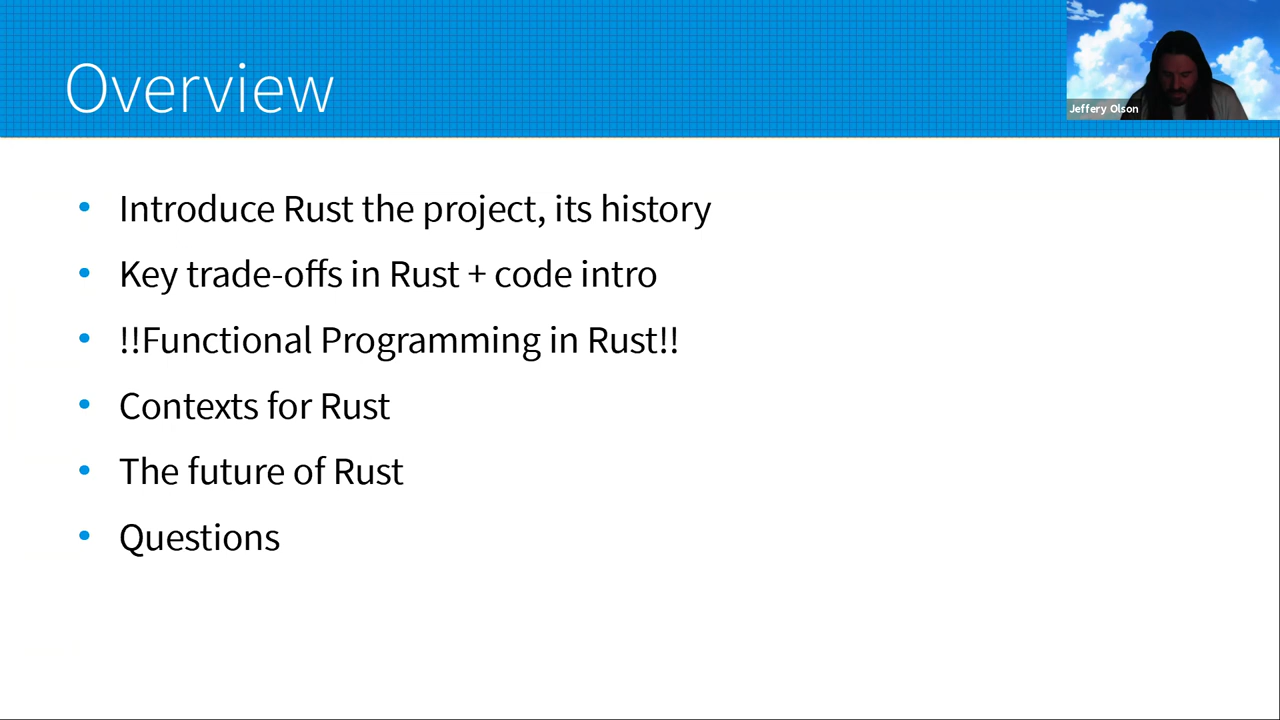 Overview
Jeffery Olson
Introduce Rust the project, its history
Key trade-offs in Rust + code intro
!!Functional Programming in Rust!!
Contexts for Rust
The future of Rust
Questions